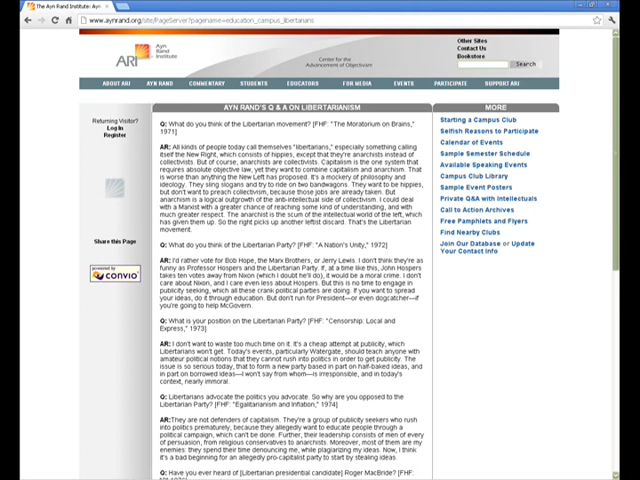 The Ayn Rand Institute: Ayn
www.aynrand.org/site/PageServer?pagename=education_campus_libertarians
ARI
Ayn
Rand
Institute
Center for the
Advancement of Objectivism
Other Sites
Contact Us
Bookstore
Search
ABOUT ARI AYN RAND COMMENTARY STUDENTS EDUCATORS FOR MEDIA EVENTS PARTICIPATE SUPPORT ARI
Returning Visitor?
Log In
Register
Share this Page
powered by
CONVIO
AYN RAND'S Q & A ON LIBERTARIANISM
Q: What do you think of the Libertarian movement? [FHF: "The Moratorium on Brains,"
1971]
AR: All kinds of people today call themselves "libertarians," especially something calling
itself the New Right, which consists of hippies, except that they're anarchists instead of
collectivists. But of course, anarchists are collectivists. Capitalism is the one system that
requires absolute objective law, yet they want to combine capitalism and anarchism. That
is worse than anything the New Left has proposed. It's a mockery of philosophy and
ideology. They sling slogans and try to ride on two bandwagons. They want to be hippies,
but don't want to preach collectivism, because those jobs are already taken. But
anarchism is a logical outgrowth of the anti-intellectual side of collectivism. I could deal
with a Marxist with a greater chance of reaching some kind of understanding, and with
much greater respect. The anarchist is the scum of the intellectual world of the left, which
has given them up. So the right picks up another leftist discard. That's the Libertarian
movement.
Q: What do you think of the Libertarian Party? [FHF: "A Nation's Unity," 1972]
AR: I'd rather vote for Bob Hope, the Marx Brothers, or Jerry Lewis. I don't think they're as
funny as Professor Hospers and the Libertarian Party. If, at a time like this, John Hospers
takes ten votes away from Nixon (which I doubt he'll do), it would be a moral crime. I don't
care about Nixon, and I care even less about Hospers. But this is no time to engage in
publicity seeking, which all these crank political parties are doing. If you want to spread
your ideas, do it through education. But don't run for President—or even dogcatcher—if
you're going to help McGovern.
Q: What is your position on the Libertarian Party? [FHF: "Censorship: Local and
Express," 1973]
AR: I don't want to waste too much time on it. It's a cheap attempt at publicity, which
Libertarians won't get. Today's events, particularly Watergate, should teach anyone with
amateur political notions that they cannot rush into politics in order to get publicity. The
issue is so serious today, that to form a new party based in part on half-baked ideas, and
in part on borrowed ideas—I won't say from whom—is irresponsible, and in today's
context, nearly immoral.
Q: Libertarians advocate the politics you advocate. So why are you opposed to the
Libertarian Party? [FHF: "Egalitarianism and Inflation," 1974]
AR:They are not defenders of capitalism. They're a group of publicity seekers who rush
into politics prematurely, because they allegedly want to educate people through a
political campaign, which can't be done. Further, their leadership consists of men of every
of persuasion, from religious conservatives to anarchists. Moreover, most of them are my
enemies: they spend their time denouncing me, while plagiarizing my ideas. Now, I think
it's a bad beginning for an allegedly pro-capitalist party to start by stealing ideas.
Q: Have you ever heard of [Libertarian presidential candidate] Roger MacBride? [FHF:
MORE
Starting a Campus Club
Selfish Reasons to Participate
Calendar of Events
Sample Semester Schedule
Available Speaking Events
Campus Club Library
Sample Event Posters
Private Q&A with Intellectuals
Call to Action Archives
Free Pamphlets and Flyers
Find Nearby Clubs
Join Our Database or Update
Your Contact Info